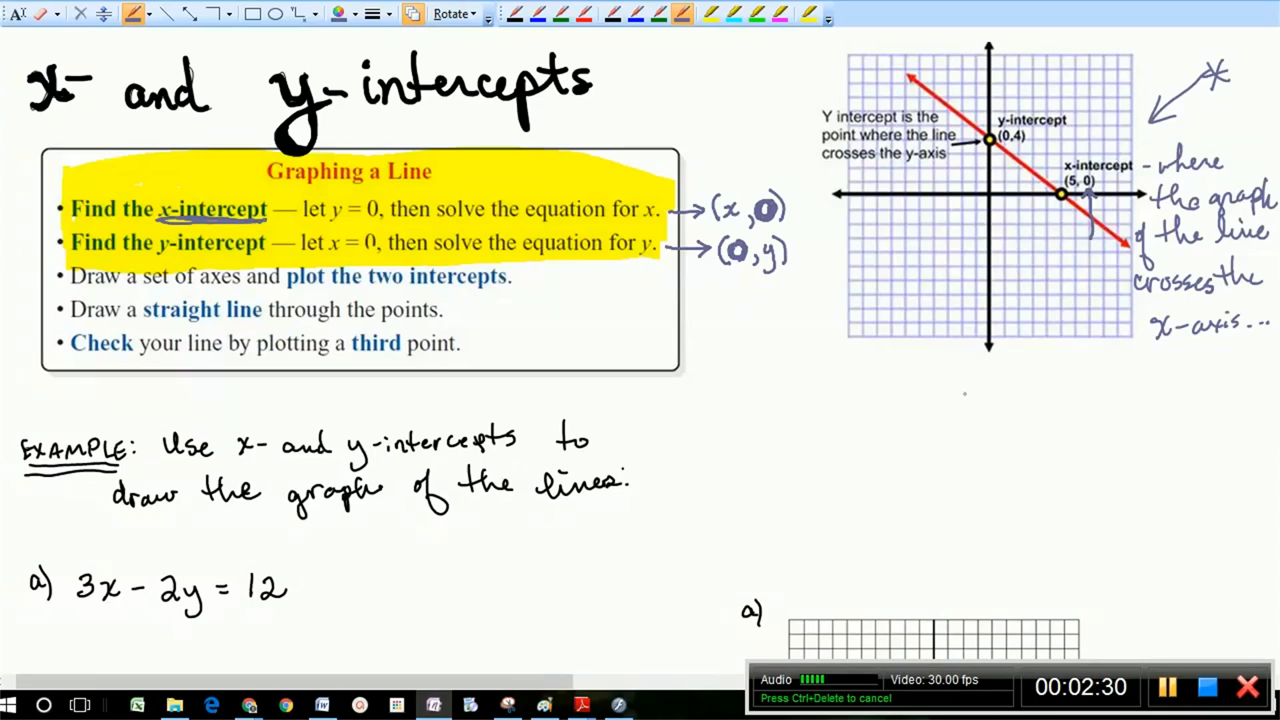 Rotate
x- and y-intercepts
Graphing a Line
• Find the x-intercept — let y = 0, then solve the equation for x. → (x, 0)
• Find the y-intercept — let x = 0, then solve the equation for y. → (0, y)
• Draw a set of axes and plot the two intercepts.
• Draw a straight line through the points.
• Check your line by plotting a third point.
Y intercept is the
point where the line
crosses the y-axis
y-intercept
(0,4)
x-intercept
(5, 0)
- where
the graph
of the line
crosses the
x-axis...
EXAMPLE: Use x- and y-intercepts to
draw the graph of the lines:
a) 3x - 2y = 12
a)
Audio
Video: 30.00 fps
Press Ctrl+Delete to cancel
00:02:30